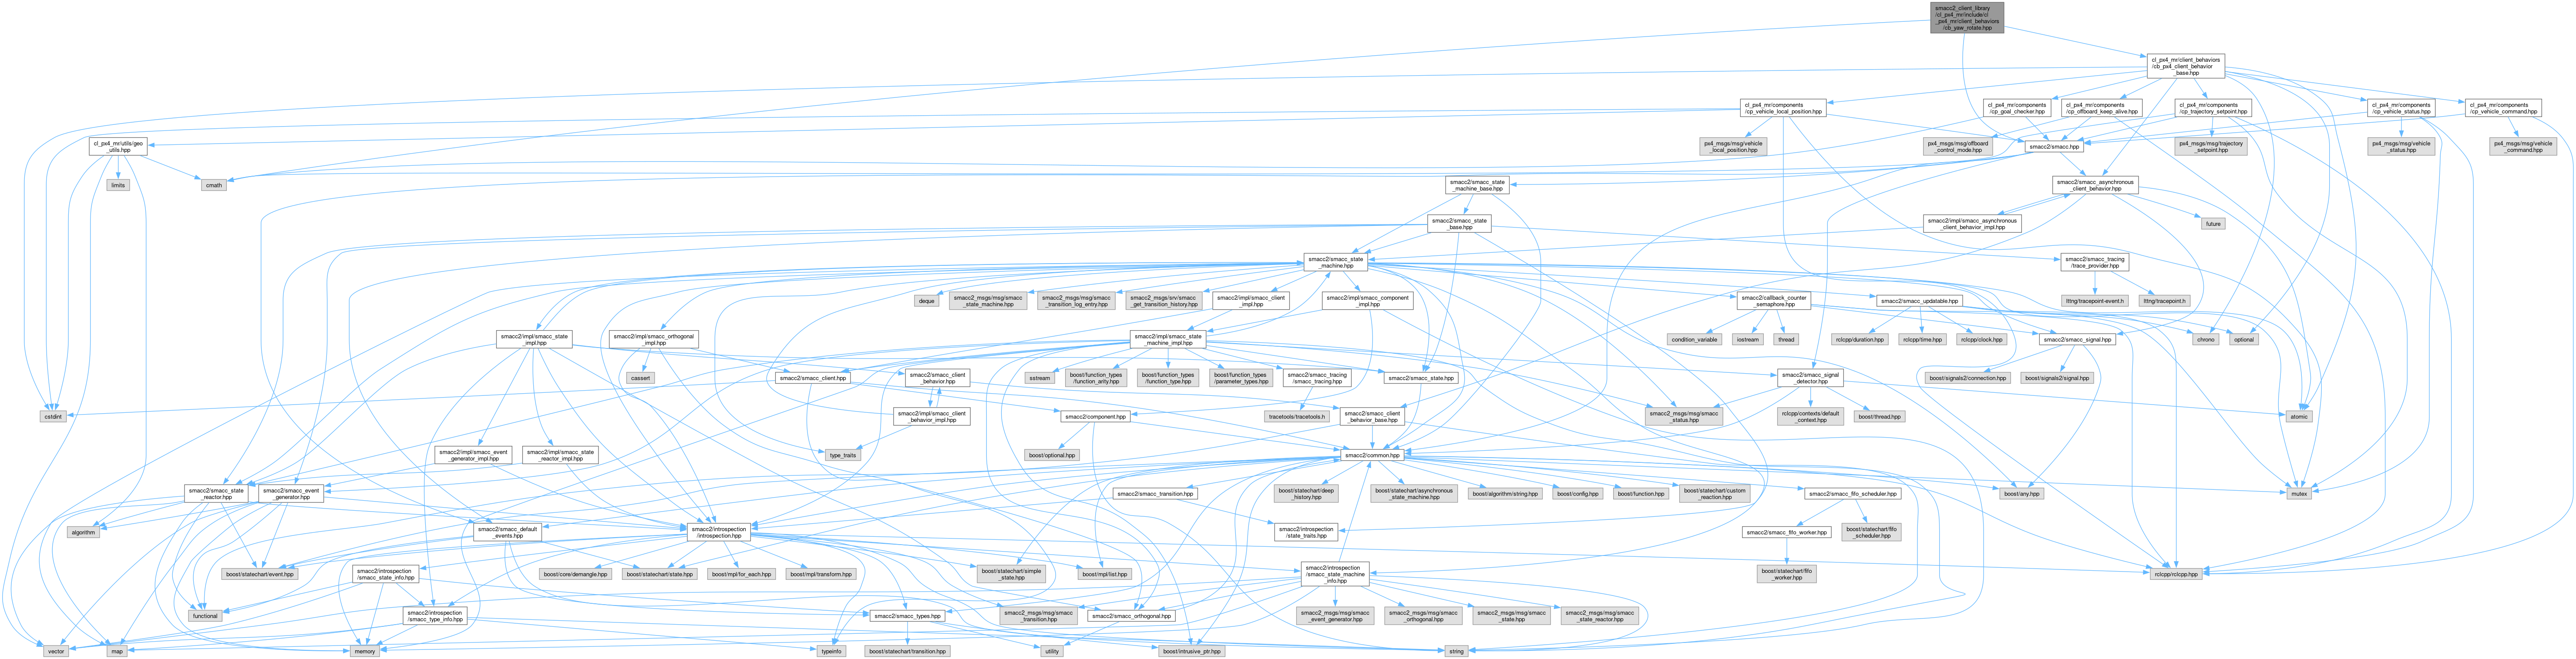 smacc2_client_library
/cl_px4_mr/include/cl
_px4_mr/client_behaviors
/cb_yaw_rotate.hpp
cl_px4_mr/client_behaviors
/cb_px4_client_behavior
_base.hpp
cl_px4_mr/components
/cp_vehicle_local_position.hpp
cl_px4_mr/components
/cp_goal_checker.hpp
cl_px4_mr/components
/cp_offboard_keep_alive.hpp
cl_px4_mr/components
/cp_trajectory_setpoint.hpp
cl_px4_mr/components
/cp_vehicle_status.hpp
cl_px4_mr/components
/cp_vehicle_command.hpp
cl_px4_mr/utils/geo
_utils.hpp
px4_msgs/msg/vehicle
_local_position.hpp
px4_msgs/msg/offboard
_control_mode.hpp
smacc2/smacc.hpp
px4_msgs/msg/trajectory
_setpoint.hpp
px4_msgs/msg/vehicle
_status.hpp
px4_msgs/msg/vehicle
_command.hpp
limits
cmath
smacc2/smacc_state
_machine_base.hpp
smacc2/smacc_asynchronous
_client_behavior.hpp
smacc2/smacc_state
_base.hpp
smacc2/impl/smacc_asynchronous
_client_behavior_impl.hpp
future
smacc2/smacc_state
_machine.hpp
smacc2/smacc_tracing
/trace_provider.hpp
deque
smacc2_msgs/msg/smacc
_state_machine.hpp
smacc2_msgs/msg/smacc
_transition_log_entry.hpp
smacc2_msgs/srv/smacc
_get_transition_history.hpp
smacc2/impl/smacc_client
_impl.hpp
smacc2/impl/smacc_component
_impl.hpp
smacc2/callback_counter
_semaphore.hpp
smacc2/smacc_updatable.hpp
lttng/tracepoint-event.h
lttng/tracepoint.h
smacc2/impl/smacc_state
_impl.hpp
smacc2/impl/smacc_orthogonal
_impl.hpp
smacc2/impl/smacc_state
_machine_impl.hpp
condition_variable
iostream
thread
rclcpp/duration.hpp
rclcpp/time.hpp
rclcpp/clock.hpp
smacc2/smacc_signal.hpp
chrono
optional
cassert
smacc2/smacc_client.hpp
smacc2/smacc_client
_behavior.hpp
sstream
boost/function_types
/function_arity.hpp
boost/function_types
/function_type.hpp
boost/function_types
/parameter_types.hpp
smacc2/smacc_tracing
/smacc_tracing.hpp
smacc2/smacc_state.hpp
smacc2/smacc_signal
_detector.hpp
boost/signals2/connection.hpp
boost/signals2/signal.hpp
cstdint
smacc2/impl/smacc_client
_behavior_impl.hpp
smacc2/component.hpp
tracetools/tracetools.h
smacc2/smacc_client
_behavior_base.hpp
smacc2_msgs/msg/smacc
_status.hpp
rclcpp/contexts/default
_context.hpp
boost/thread.hpp
atomic
smacc2/impl/smacc_event
_generator_impl.hpp
smacc2/impl/smacc_state
_reactor_impl.hpp
type_traits
boost/optional.hpp
smacc2/common.hpp
smacc2/smacc_state
_reactor.hpp
smacc2/smacc_event
_generator.hpp
smacc2/smacc_transition.hpp
boost/statechart/deep
_history.hpp
boost/statechart/asynchronous
_state_machine.hpp
boost/algorithm/string.hpp
boost/config.hpp
boost/function.hpp
boost/statechart/custom
_reaction.hpp
smacc2/smacc_fifo_scheduler.hpp
boost/any.hpp
mutex
algorithm
smacc2/smacc_default
_events.hpp
smacc2/introspection
/introspection.hpp
smacc2/introspection
/state_traits.hpp
smacc2/smacc_fifo_worker.hpp
boost/statechart/fifo
_scheduler.hpp
boost/statechart/event.hpp
smacc2/introspection
/smacc_state_info.hpp
boost/core/demangle.hpp
boost/statechart/state.hpp
boost/mpl/for_each.hpp
boost/mpl/transform.hpp
boost/statechart/simple
_state.hpp
boost/mpl/list.hpp
smacc2/introspection
/smacc_state_machine
_info.hpp
boost/statechart/fifo
_worker.hpp
rclcpp/rclcpp.hpp
functional
smacc2/introspection
/smacc_type_info.hpp
smacc2/smacc_types.hpp
smacc2_msgs/msg/smacc
_transition.hpp
smacc2/smacc_orthogonal.hpp
smacc2_msgs/msg/smacc
_event_generator.hpp
smacc2_msgs/msg/smacc
_orthogonal.hpp
smacc2_msgs/msg/smacc
_state.hpp
smacc2_msgs/msg/smacc
_state_reactor.hpp
vector
map
memory
typeinfo
boost/statechart/transition.hpp
utility
boost/intrusive_ptr.hpp
string